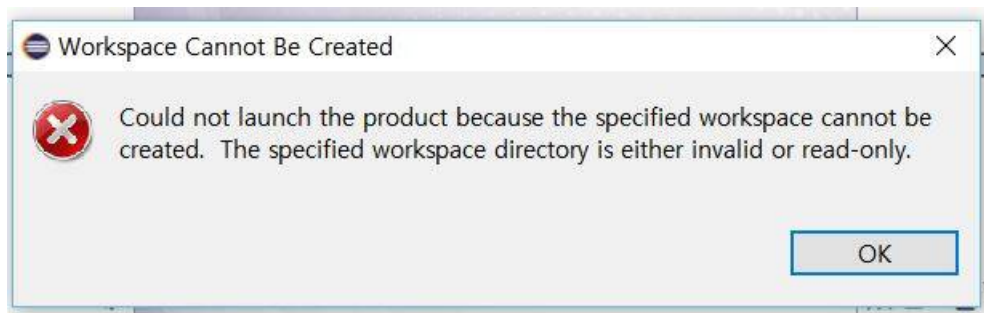 Workspace Cannot Be Created
Could not launch the product because the specified workspace cannot be
created.  The specified workspace directory is either invalid or read-only.
OK